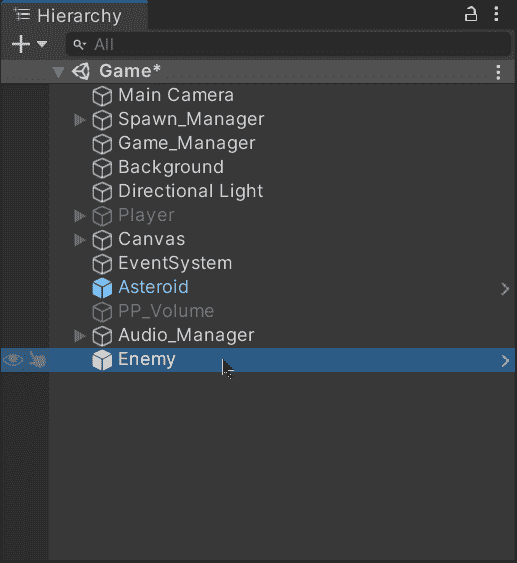 Hierarchy
All
Game*
Main Camera
Spawn_Manager
Game_Manager
Background
Directional Light
Player
Canvas
EventSystem
Asteroid
PP_Volume
Audio_Manager
Enemy